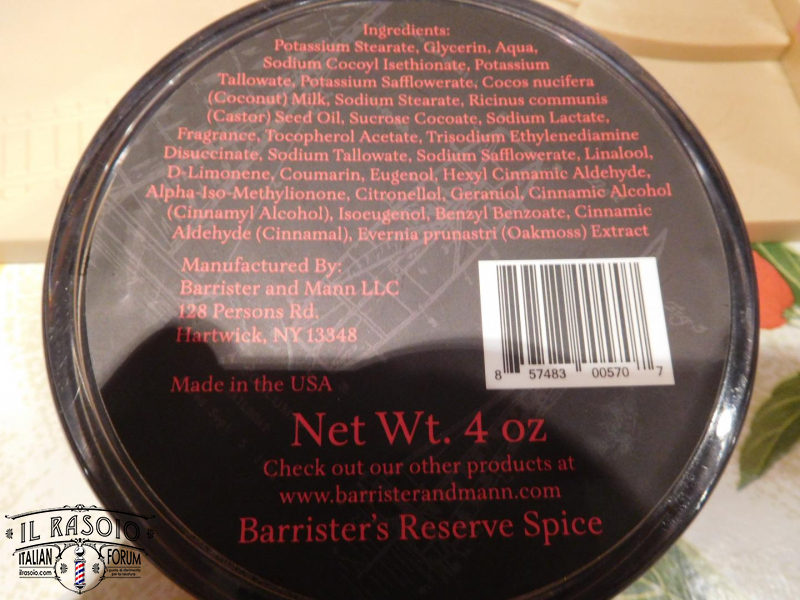 Ingredients:
Potassium Stearate, Glycerin, Aqua,
Sodium Cocoyl Isethionate, Potassium
Tallowate, Potassium Safflowerate, Cocos nucifera
(Coconut) Milk, Sodium Stearate, Ricinus communis
(Castor) Seed Oil, Sucrose Cocoate, Sodium Lactate,
Fragrance, Tocopherol Acetate, Trisodium Ethylenediamine
Disuccinate, Sodium Tallowate, Sodium Safflowerate, Linalool,
D-Limonene, Coumarin, Eugenol, Hexyl Cinnamic Aldehyde,
Alpha-Iso-Methylionone, Citronellol, Geraniol, Cinnamic Alcohol
(Cinnamyl Alcohol), Isoeugenol, Benzyl Benzoate, Cinnamic
Aldehyde (Cinnamal), Evernia prunastri (Oakmoss) Extract
Manufactured By:
Barrister and Mann LLC
128 Persons Rd.
Hartwick, NY 13348
8 57483 00570 7
Made in the USA
Net Wt. 4 oz
Check out our other products at
www.barristerandmann.com
Barrister's Reserve Spice
IL RASOIO
ITALIAN FORUM
ilrasoio.com